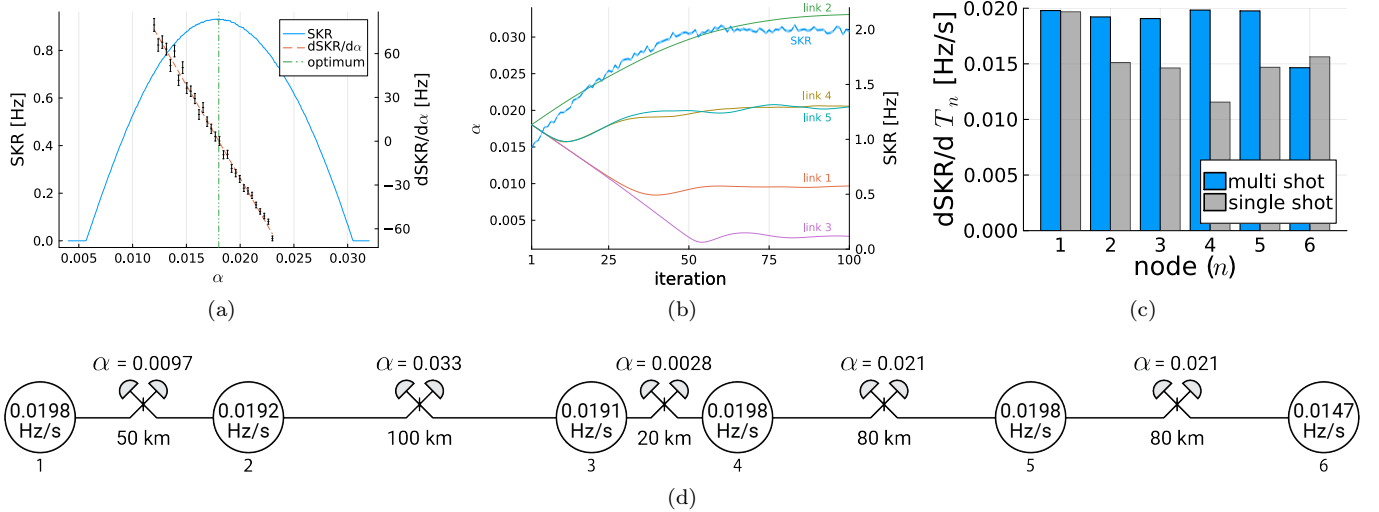 SKR [Hz]
0.8
0.6
0.4
0.2
0.0
0.005
0.010
0.015
0.020
0.025
0.030
α
60
30
0
−30
−60
dSKR/dα [Hz]
SKR
dSKR/dα
optimum
(a)
α
0.030
0.025
0.020
0.015
0.010
0.005
1
25
50
75
100
iteration
2.0
1.5
1.0
0.5
0.0
SKR [Hz]
link 2
SKR
link 4
link 5
link 1
link 3
(b)
dSKR/d Tn [Hz/s]
0.020
0.015
0.010
0.005
0.000
1 2 3 4 5 6
node (n)
multi shot
single shot
(c)
α = 0.0097
α = 0.033
α = 0.0028
α = 0.021
α = 0.021
0.0198
Hz/s
0.0192
Hz/s
0.0191
Hz/s
0.0198
Hz/s
0.0198
Hz/s
0.0147
Hz/s
50 km
100 km
20 km
80 km
80 km
1
2
3
4
5
6
(d)